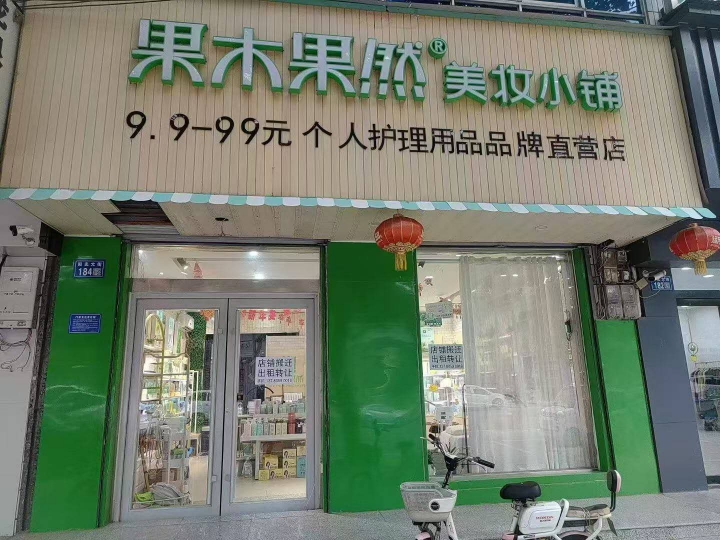 果木果然® 美妆小铺
9.9-99元 个人护理用品品牌直营店
184
182
店铺搬迁
出租转让
店铺搬迁
出租转让